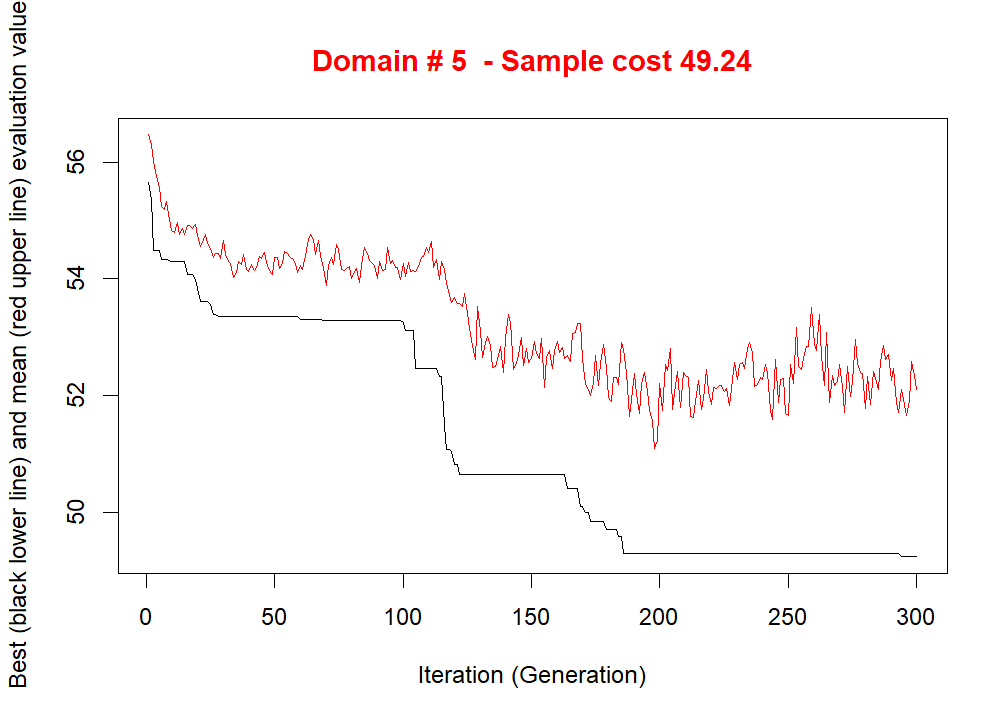 Domain # 5  - Sample cost 49.24
Best (black lower line) and mean (red upper line) evaluation value
56
54
52
50
0 50 100 150 200 250 300
Iteration (Generation)